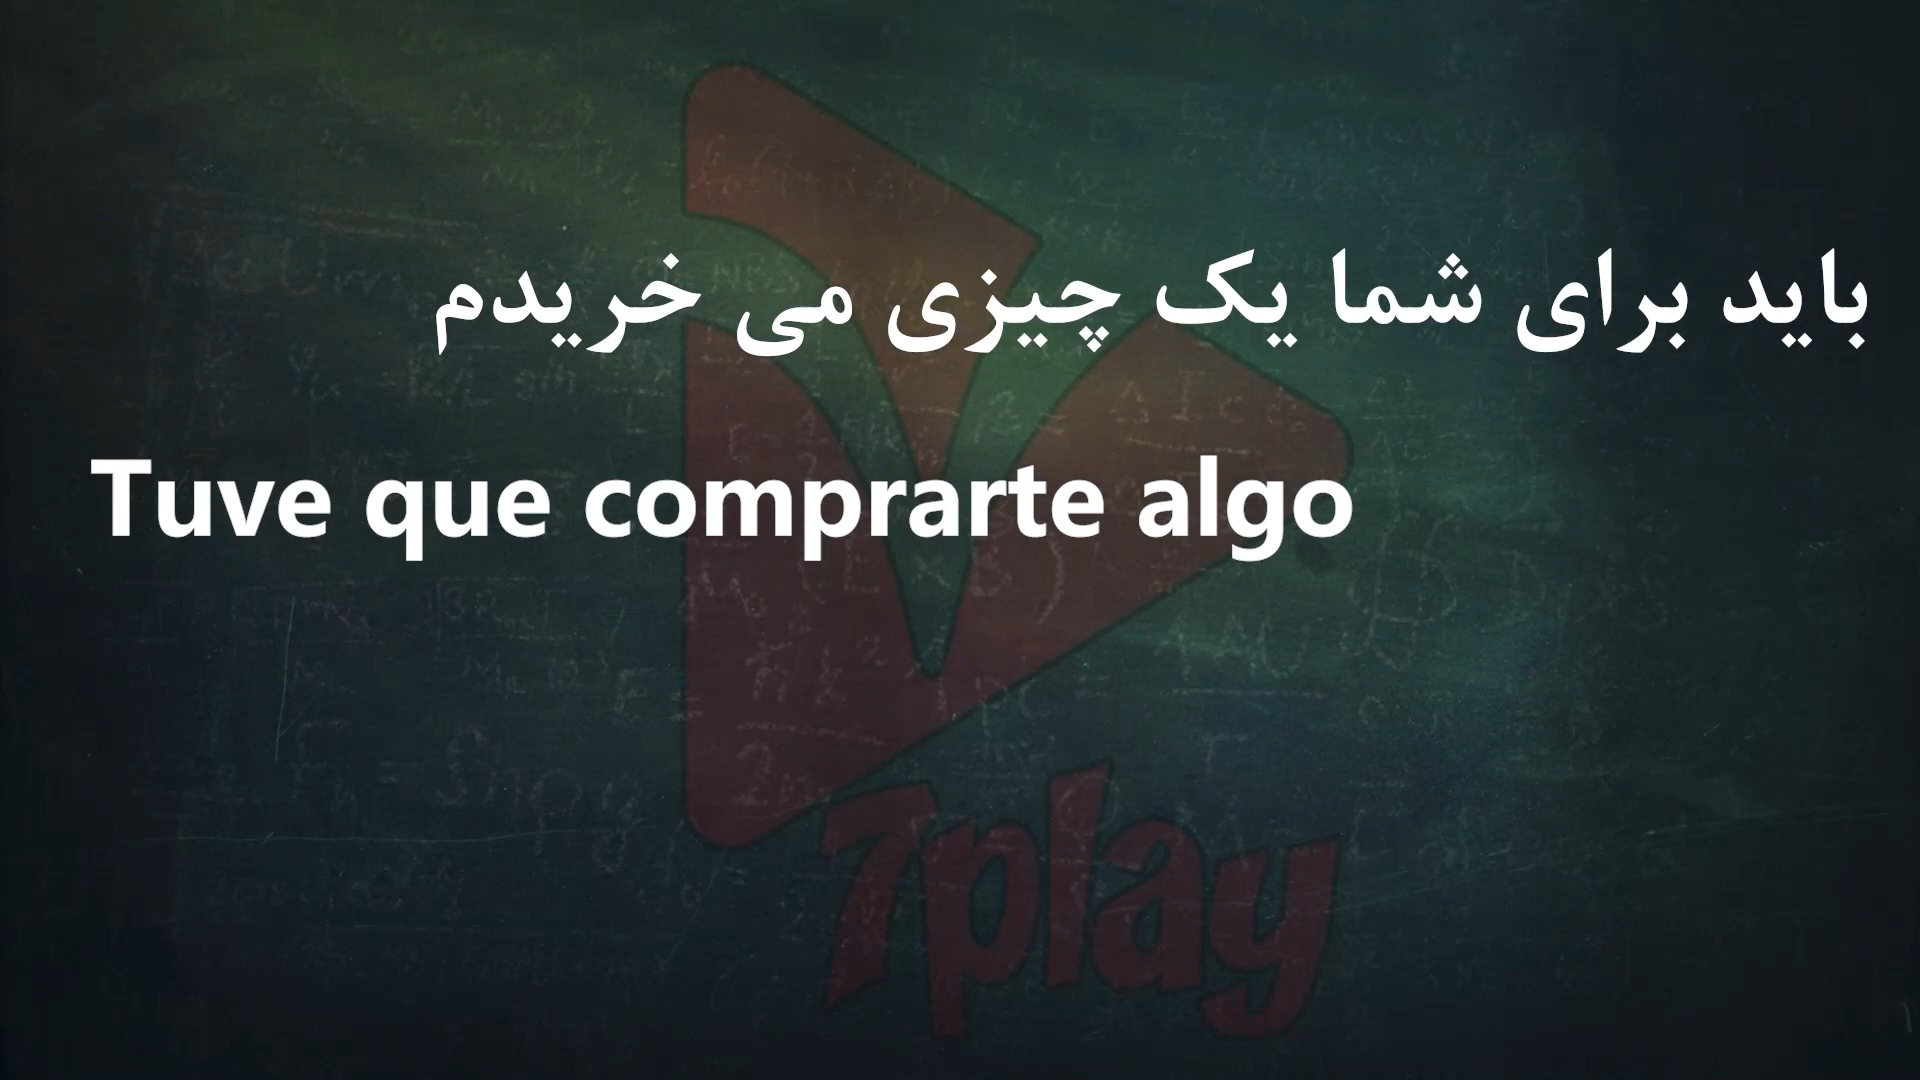 باید برای شما یک چیزی می خریدم
Tuve que comprarte algo
7play